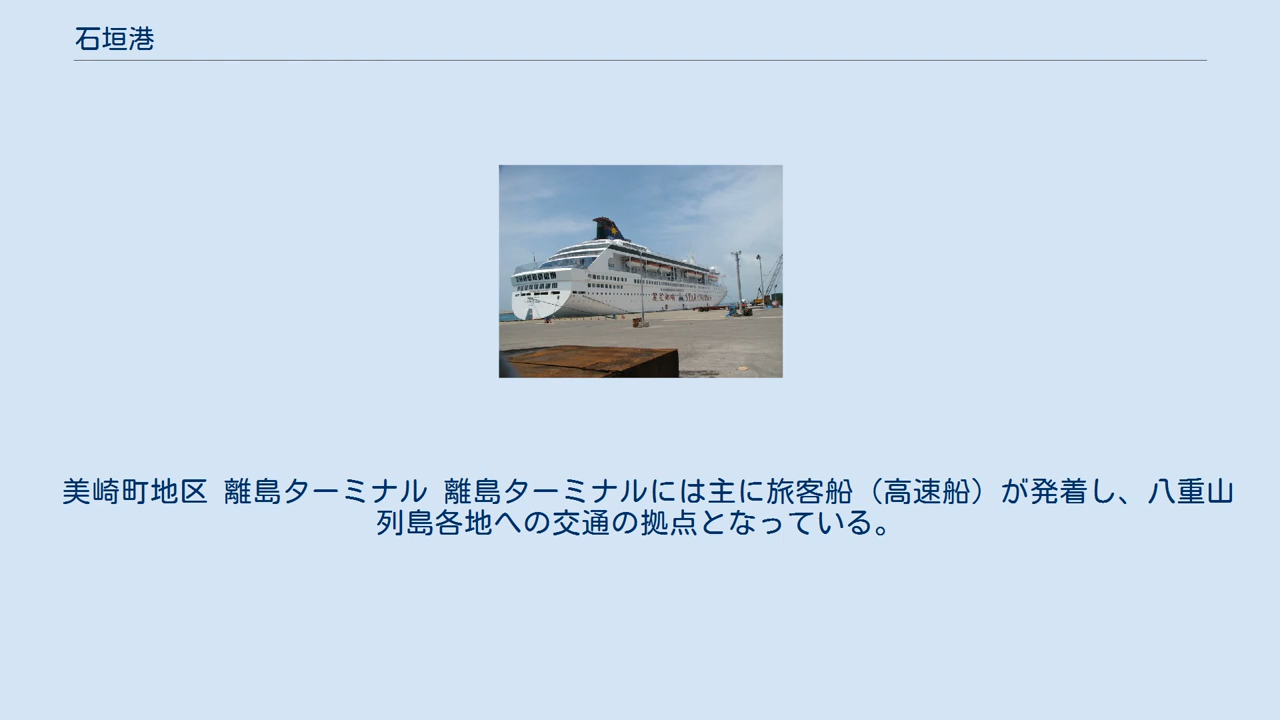 石垣港
美崎町地区 離島ターミナル 離島ターミナルには主に旅客船（高速船）が発着し、八重山
列島各地への交通の拠点となっている。